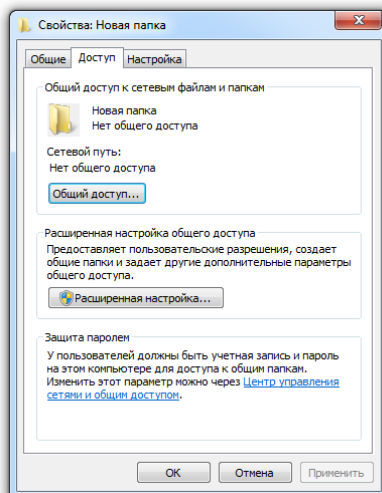 Свойства: Новая папка
Общие Доступ Настройка
Общий доступ к сетевым файлам и папкам
Новая папка
Нет общего доступа
Сетевой путь:
Нет общего доступа
Общий доступ...
Расширенная настройка общего доступа
Предоставляет пользовательские разрешения, создает
общие папки и задает другие дополнительные параметры
общего доступа.
Расширенная настройка...
Защита паролем
У пользователей должны быть учетная запись и пароль
на этом компьютере для доступа к общим папкам.
Изменить этот параметр можно через Центр управления
сетями и общим доступом.
ОК Отмена Применить